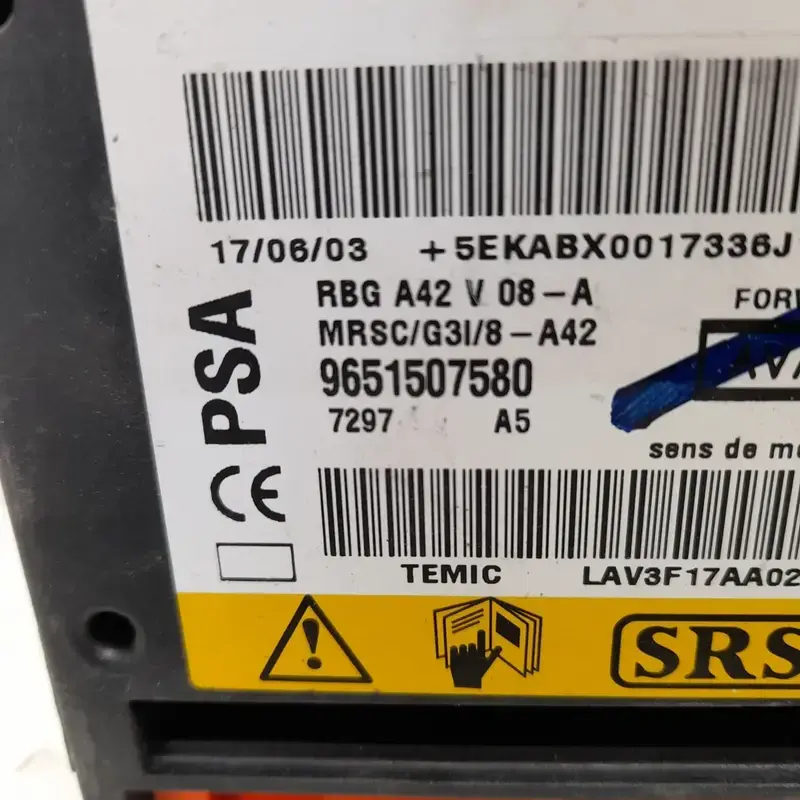 17/06/03 +5EKABX0017336J
RBG A42 V 08-A
MRSC/G3I/8-A42
9651507580
7297 A5
PSA
CE
sens de
TEMIC LAV3F17AA02
SRS